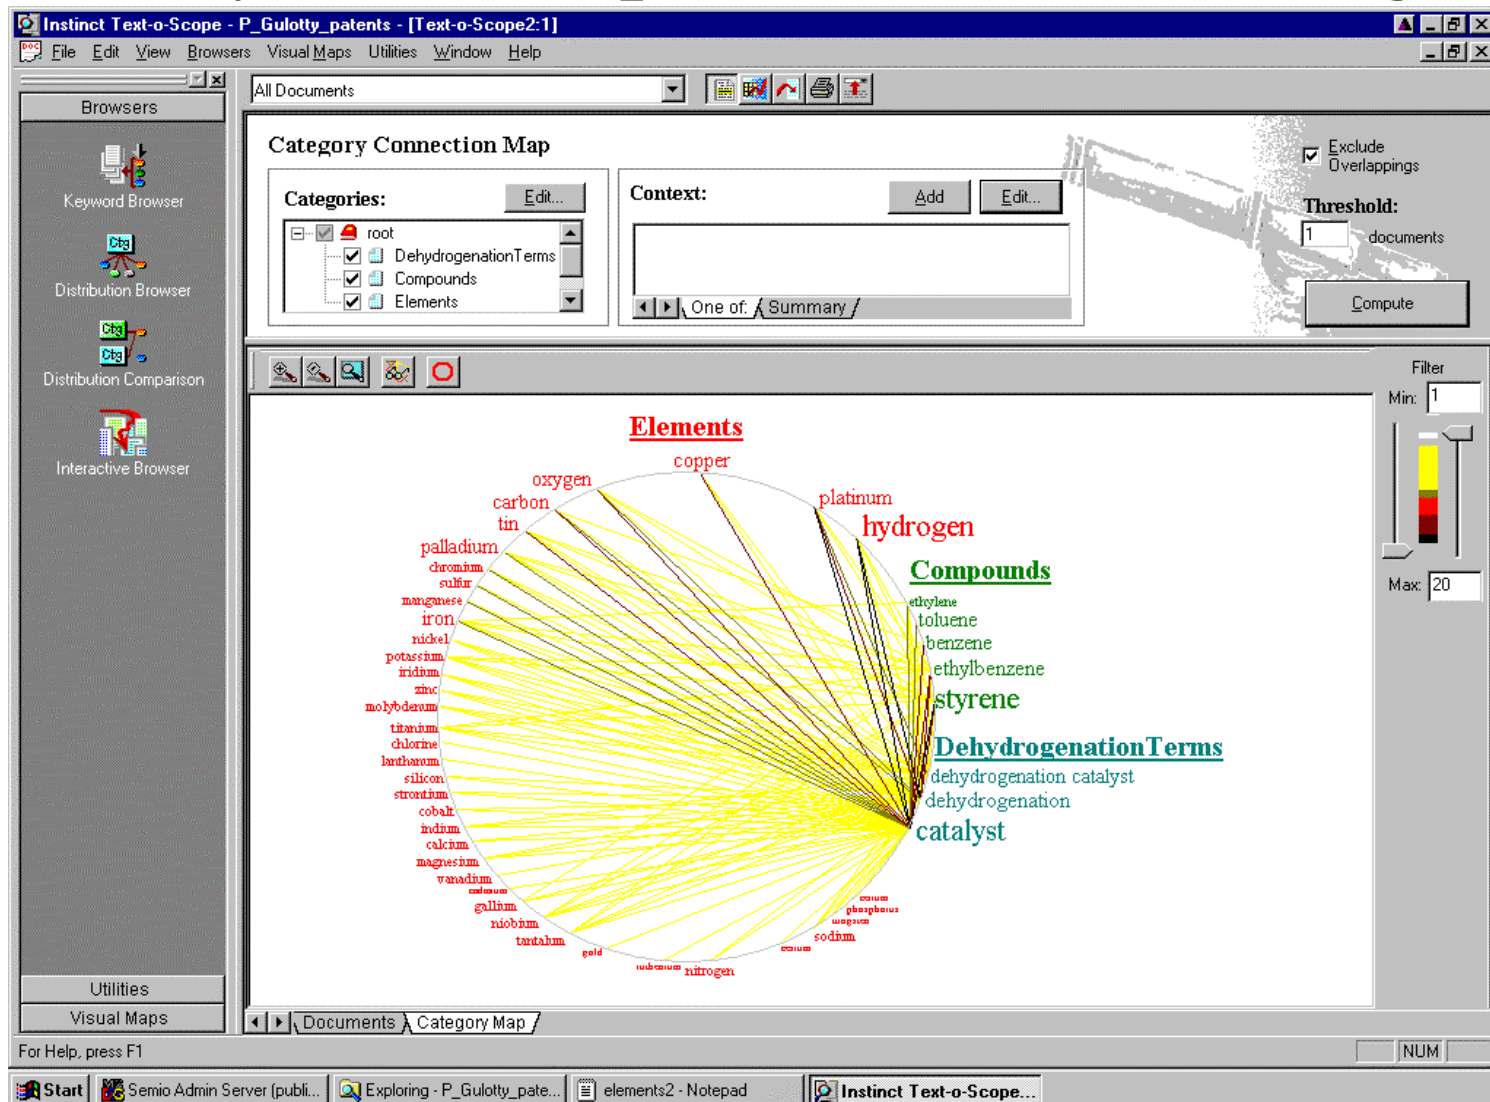 Instinct Text-o-Scope - P_Gulotty_patents - [Text-o-Scope2:1]
File Edit View Browsers Visual Maps Utilities Window Help
Browsers
Keyword Browser
Distribution Browser
Distribution Comparison
Interactive Browser
Utilities
Visual Maps
All Documents
Category Connection Map
Categories:
Edit...
root
DehydrogenationTerms
Compounds
Elements
Context:
Add
Edit...
One of:
Summary
Exclude
Overlappings
Threshold:
1 documents
Compute
Filter
Min: 1
Max: 20
Elements
copper
oxygen
carbon
tin
palladium
chromium
sulfur
manganese
iron
nickel
potassium
iridium
zinc
molybdenum
titanium
chlorine
lanthanum
silicon
strontium
cobalt
indium
calcium
magnesium
vanadium
gallium
niobium
tantalum
gold
nitrogen
sodium
phosphorus
platinum
hydrogen
Compounds
ethylene
toluene
benzene
ethylbenzene
styrene
DehydrogenationTerms
dehydrogenation catalyst
dehydrogenation
catalyst
Documents
Category Map
For Help, press F1
NUM
Start
Semio Admin Server (publi...
Exploring - P_Gulotty_pate...
elements2 - Notepad
Instinct Text-o-Scope...